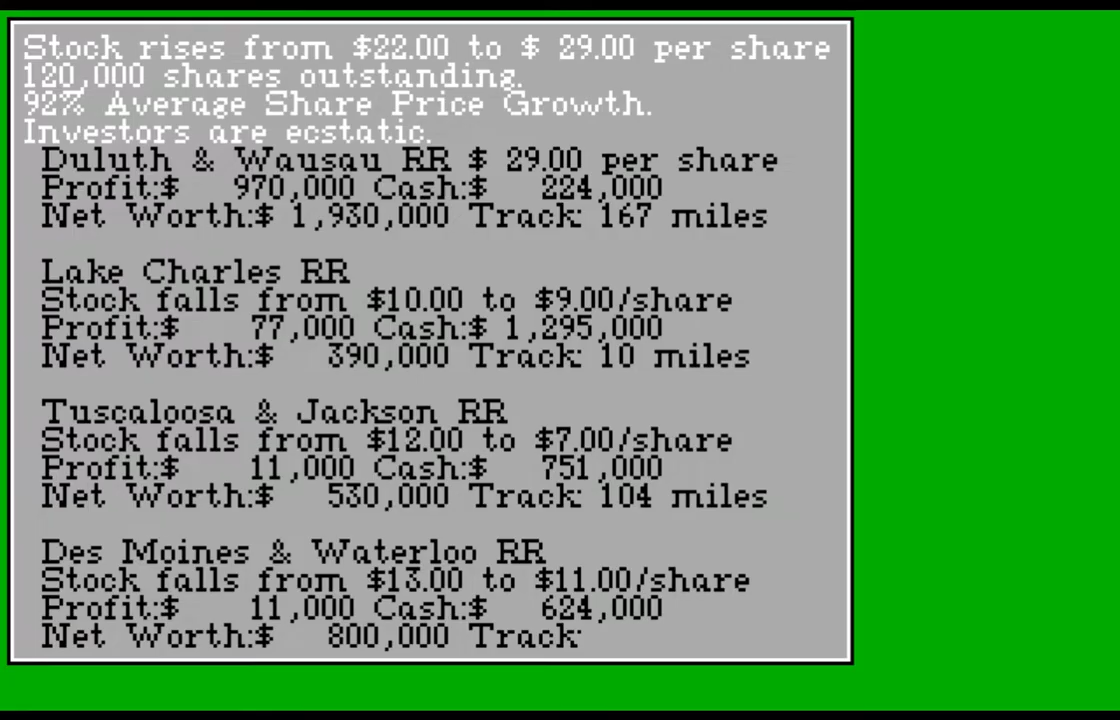 Stock rises from $22.00 to $ 29.00 per share
120,000 shares outstanding.
92% Average Share Price Growth.
Investors are ecstatic.
Duluth & Wausau RR $ 29.00 per share
Profit:$ 970,000 Cash:$ 224,000
Net Worth:$ 1,930,000 Track: 167 miles
Lake Charles RR
Stock falls from $10.00 to $9.00/share
Profit:$ 77,000 Cash:$ 1,295,000
Net Worth:$ 390,000 Track: 10 miles
Tuscaloosa & Jackson RR
Stock falls from $12.00 to $7.00/share
Profit:$ 11,000 Cash:$ 751,000
Net Worth:$ 530,000 Track: 104 miles
Des Moines & Waterloo RR
Stock falls from $13.00 to $11.00/share
Profit:$ 11,000 Cash:$ 624,000
Net Worth:$ 800,000 Track: